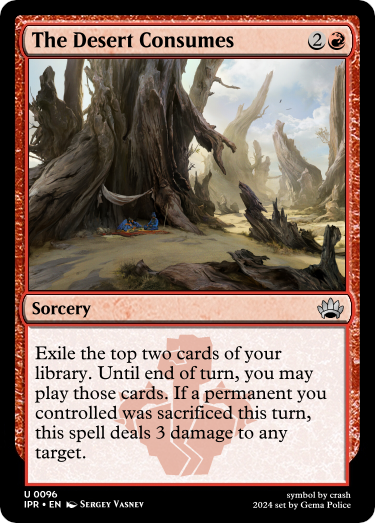 The Desert Consumes 2
Sorcery
Exile the top two cards of your
library. Until end of turn, you may
play those cards. If a permanent you
controlled was sacrificed this turn,
this spell deals 3 damage to any
target.
U 0096 symbol by crash
IPR • EN Sergey Vasnev 2024 set by Gema Police